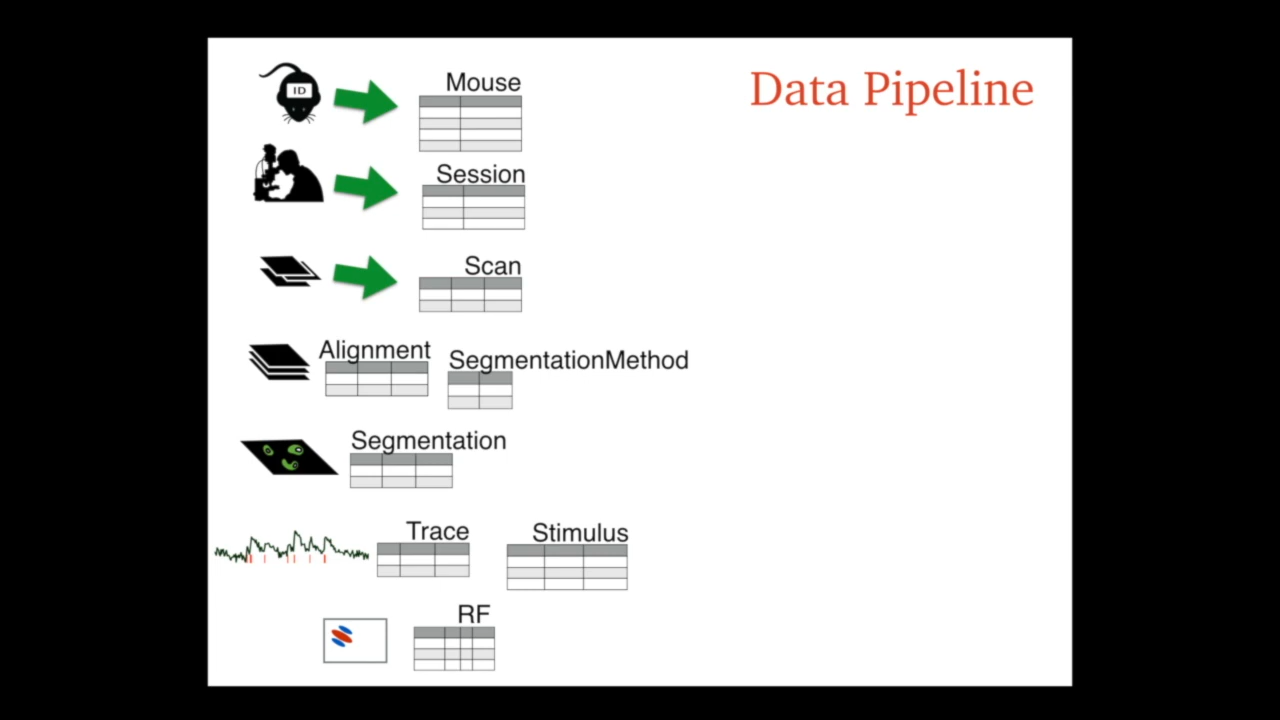 Data Pipeline
ID
Mouse
Session
Scan
Alignment
SegmentationMethod
Segmentation
Trace
Stimulus
RF